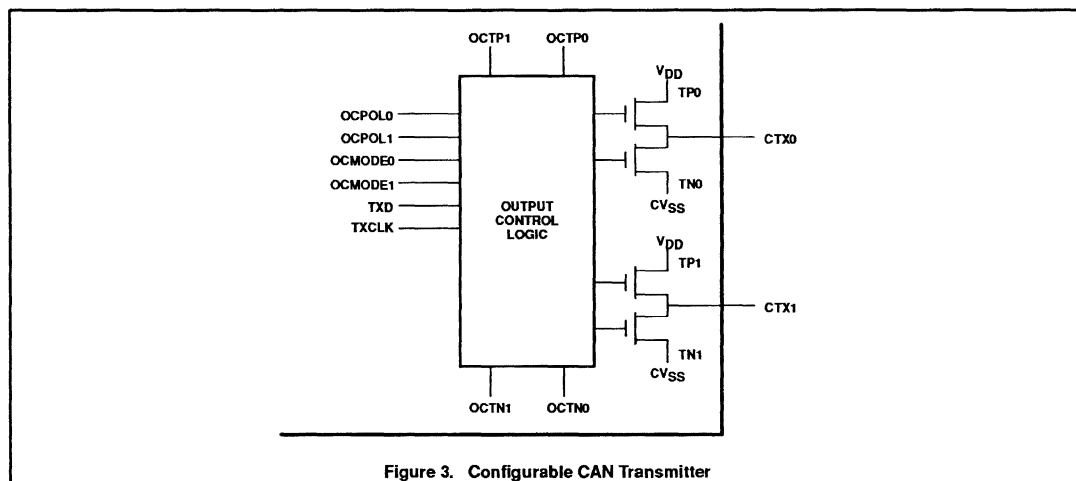 OCTP1 OCTP0
VDD
TP0
OCPOL0
OCPOL1
CTX0
OCMODE0
OCMODE1
TN0
TXD
OUTPUT
CONTROL
LOGIC
CVSS
TXCLK
VDD
TP1
CTX1
TN1
CVSS
OCTN1 OCTN0
Figure 3. Configurable CAN Transmitter